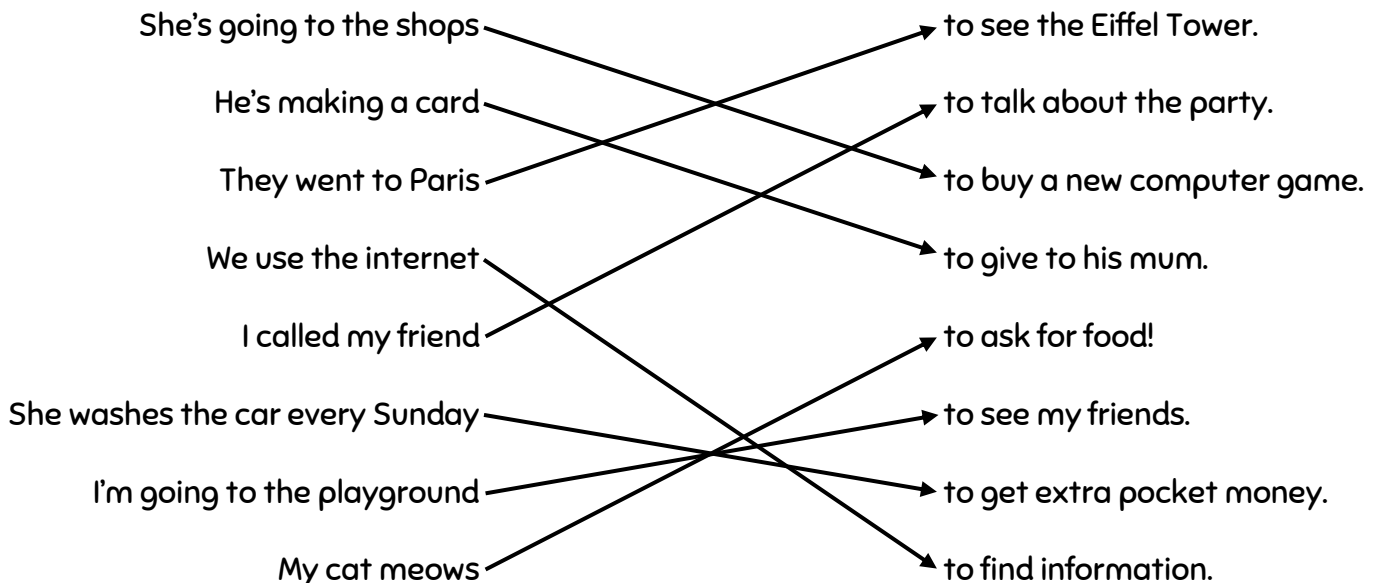 She's going to the shops to see the Eiffel Tower.
He's making a card to talk about the party.
They went to Paris to buy a new computer game.
We use the internet to give to his mum.
I called my friend to ask for food!
She washes the car every Sunday to see my friends.
I'm going to the playground to get extra pocket money.
My cat meows to find information.